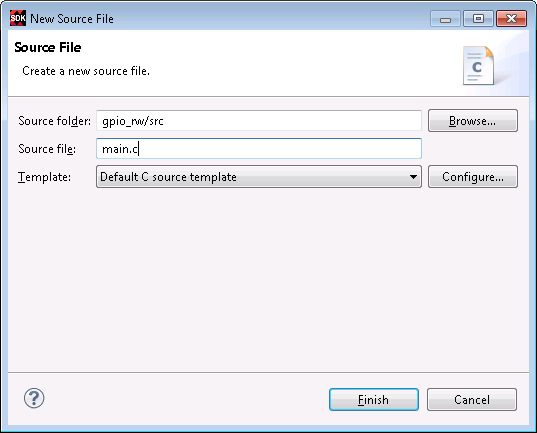 SDK New Source File
Source File
Create a new source file.
C
Source folder: gpio_rw/src Browse...
Source file: main.c
Template: Default C source template Configure...
? Finish Cancel